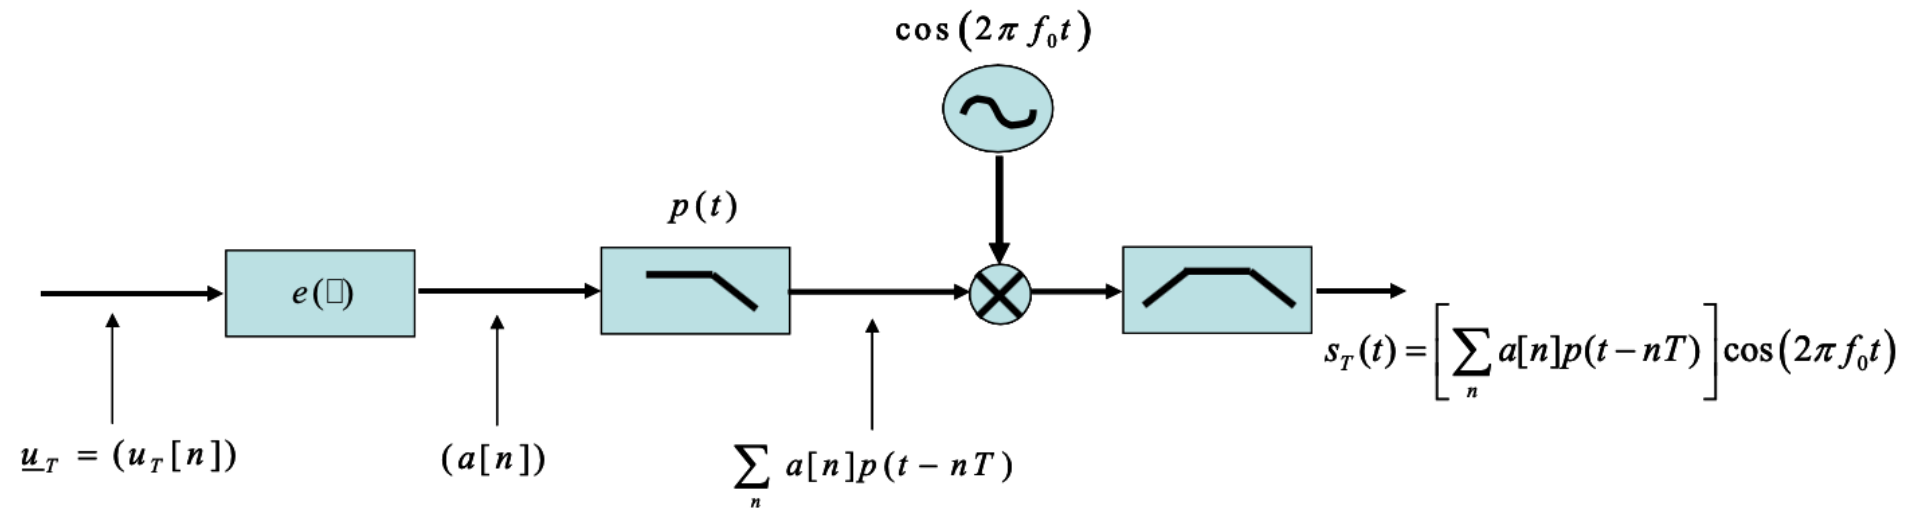 cos(2π f₀t)
p(t)
e(□)
s_T(t) = [∑_n a[n]p(t − nT)] cos(2π f₀t)
u_T = (u_T[n])
(a[n])
∑_n a[n]p(t − nT)